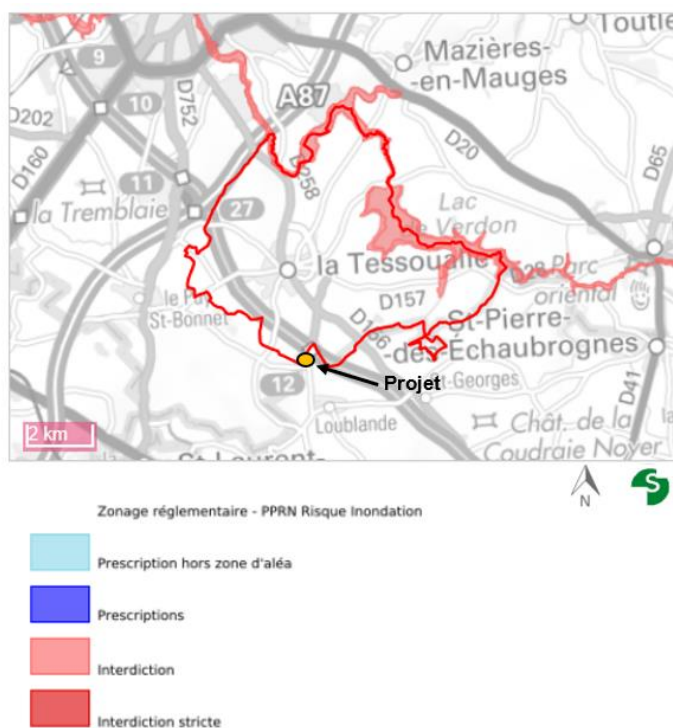 Toutle
Mazières-
-en-Mauges
9
A87
D202
10
D752
D20
D160
D258
D65
11
la Tremblaie
27
Lac
Verdon
la Tessoualle
Parc
oriental
le Pu
St-Bonnet
D157
St-Pierre-
-des-Échaubrognes
D41
12
Projet
St-Georges
Loublande
Chât. de la
Coudraie Noyer
2 km
St-Laurent-
N
S
Zonage réglementaire - PPRN Risque Inondation
Prescription hors zone d'aléa
Prescriptions
Interdiction
Interdiction stricte